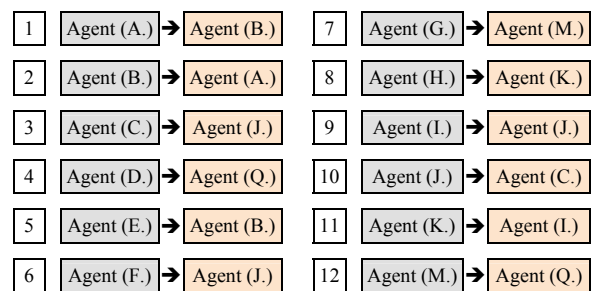 1 Agent (A.) ➔ Agent (B.)
2 Agent (B.) ➔ Agent (A.)
3 Agent (C.) ➔ Agent (J.)
4 Agent (D.) ➔ Agent (Q.)
5 Agent (E.) ➔ Agent (B.)
6 Agent (F.) ➔ Agent (J.)
7 Agent (G.) ➔ Agent (M.)
8 Agent (H.) ➔ Agent (K.)
9 Agent (I.) ➔ Agent (J.)
10 Agent (J.) ➔ Agent (C.)
11 Agent (K.) ➔ Agent (I.)
12 Agent (M.) ➔ Agent (Q.)